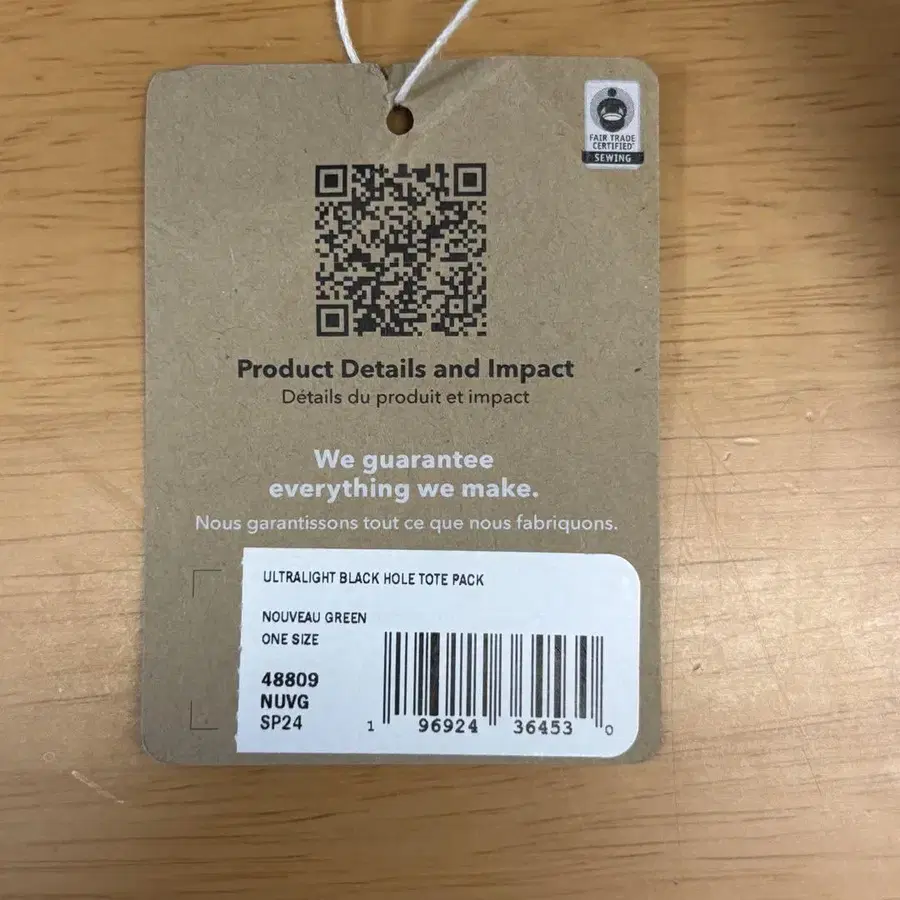 FAIR TRADE
CERTIFIED
SEWING
Product Details and Impact
Détails du produit et impact
We guarantee
everything we make.
Nous garantissons tout ce que nous fabriquons.
ULTRALIGHT BLACK HOLE TOTE PACK
NOUVEAU GREEN
ONE SIZE
48809
NUVG
SP24
1 96924 36453 0